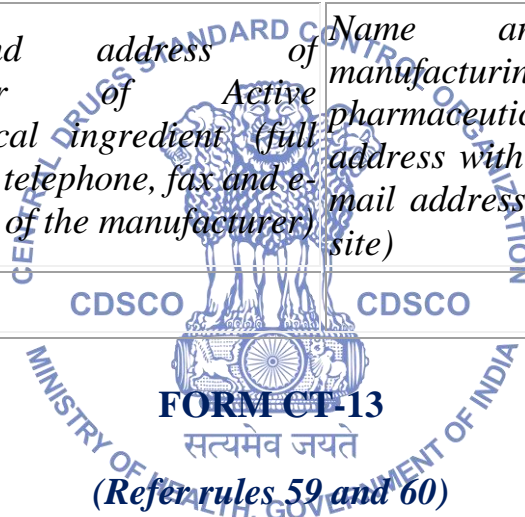 nd address of
r of Active
cal ingredient (full
telephone, fax and e-
of the manufacturer)
Name an
manufacturin
pharmaceutic
address with
mail address
site)
CENTRAL DRUGS STANDARD CONTROL ORGANIZATION
CDSCO CDSCO
FORM CT-13
सत्यमेव जयते
(Refer rules 59 and 60)
MINISTRY OF HEALTH, GOVERNMENT OF INDIA